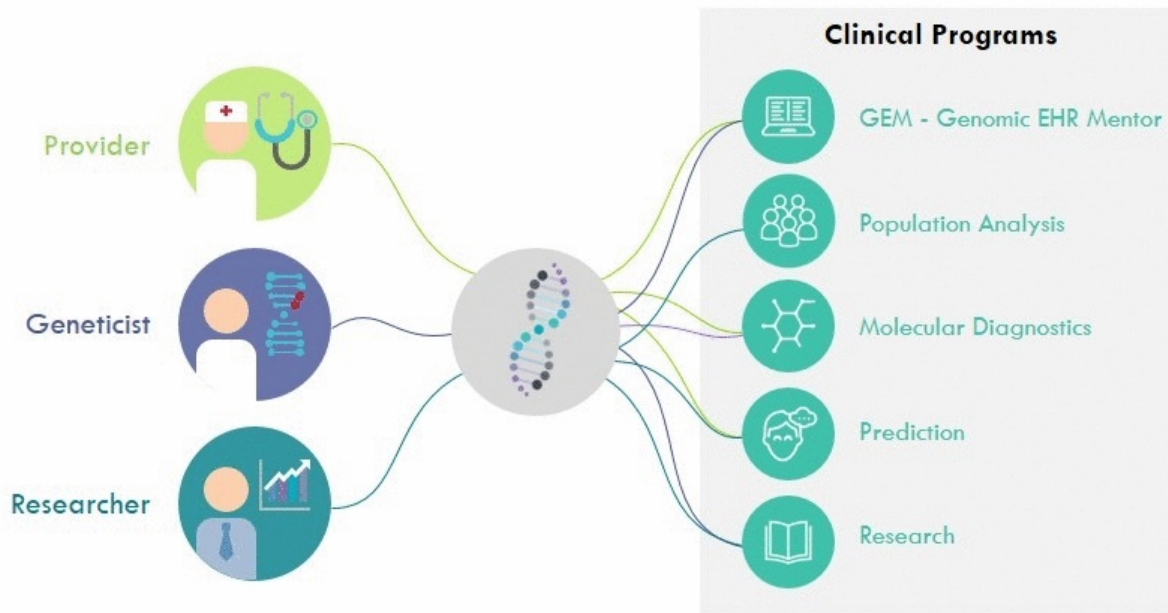 Clinical Programs
Provider
Geneticist
Researcher
GEM - Genomic EHR Mentor
Population Analysis
Molecular Diagnostics
Prediction
Research